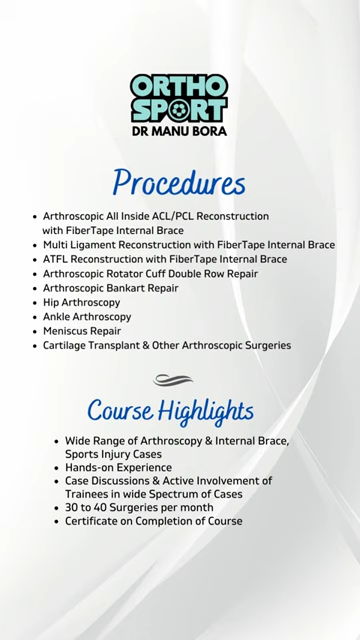 ORTHO
SPORT
DR MANU BORA
Procedures
• Arthroscopic All Inside ACL/PCL Reconstruction
with FiberTape Internal Brace
• Multi Ligament Reconstruction with FiberTape Internal Brace
• ATFL Reconstruction with FiberTape Internal Brace
• Arthroscopic Rotator Cuff Double Row Repair
• Arthroscopic Bankart Repair
• Hip Arthroscopy
• Ankle Arthroscopy
• Meniscus Repair
• Cartilage Transplant & Other Arthroscopic Surgeries
Course Highlights
• Wide Range of Arthroscopy & Internal Brace,
Sports Injury Cases
• Hands-on Experience
• Case Discussions & Active Involvement of
Trainees in wide Spectrum of Cases
• 30 to 40 Surgeries per month
• Certificate on Completion of Course